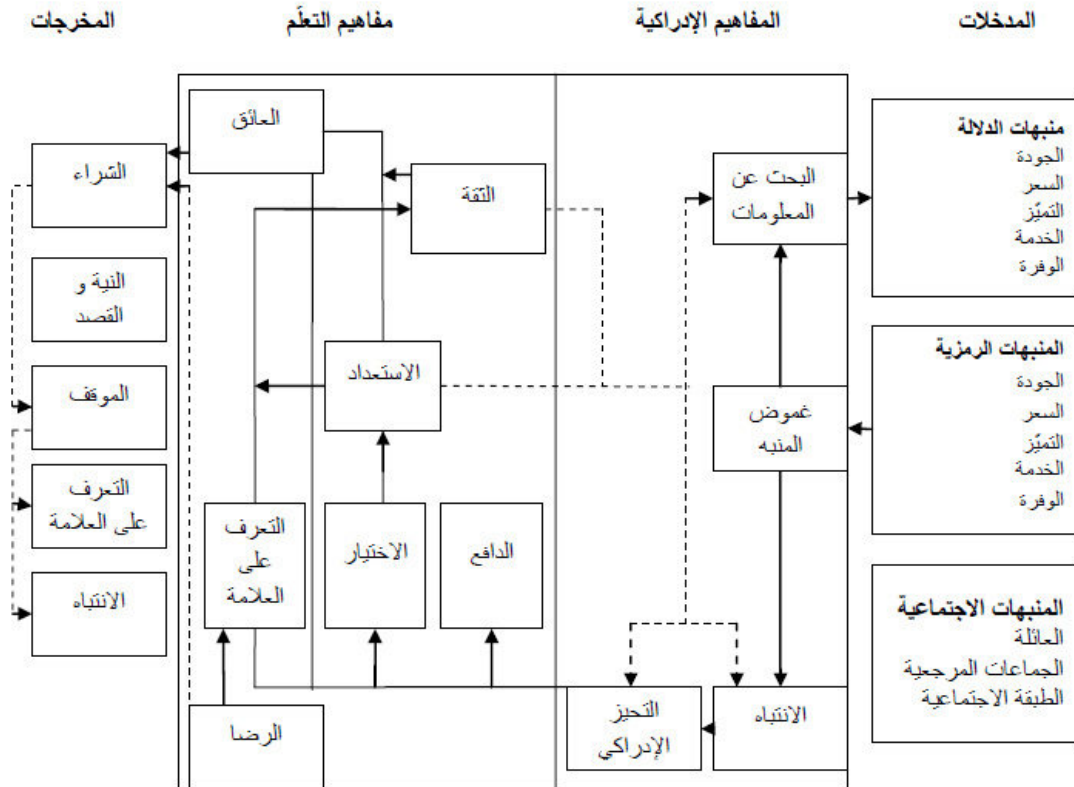 المدخلات
المفاهيم الإدراكية
مفاهيم التعلّم
المخرجات
منبهات الدلالة
الجودة
السعر
التميّز
الخدمة
الوفرة
المنبهات الرمزية
الجودة
السعر
التميّز
الخدمة
الوفرة
المنبهات الاجتماعية
العائلة
الجماعات المرجعية
الطبقة الاجتماعية
البحث عن
المعلومات
غموض
المنبه
الانتباه
التحيز
الإدراكي
العائق
الثقة
الاستعداد
الدافع
الاختيار
التعرف
على
العلامة
الرضا
الشراء
النية و
القصد
الموقف
التعرف
على العلامة
الانتباه